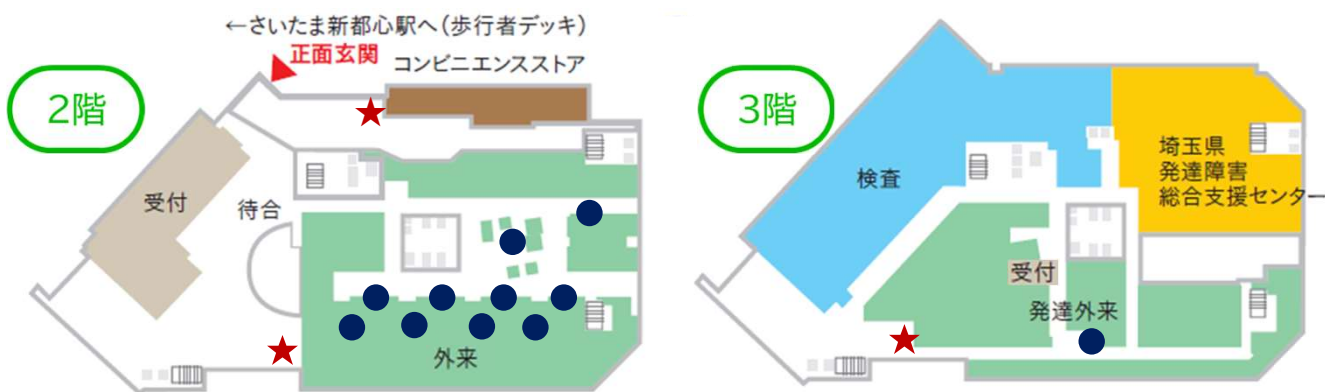 ←さいたま新都心駅へ(歩行者デッキ)
正面玄関
コンビニエンスストア
2階
受付
待合
外来
3階
検査
埼玉県
発達障害
総合支援センター
受付
発達外来